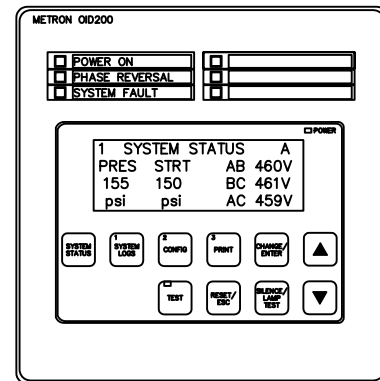 METRON OID200
POWER ON
PHASE REVERSAL
SYSTEM FAULT
POWER
1 SYSTEM STATUS A
PRES STRT AB 460V
155 150 BC 461V
psi psi AC 459V
SYSTEM STATUS
1 SYSTEM LOGS
2 CONFIG
3 PRINT
CHANGE/ ENTER
TEST
RESET/ ESC
SILENCE/ LAMP TEST